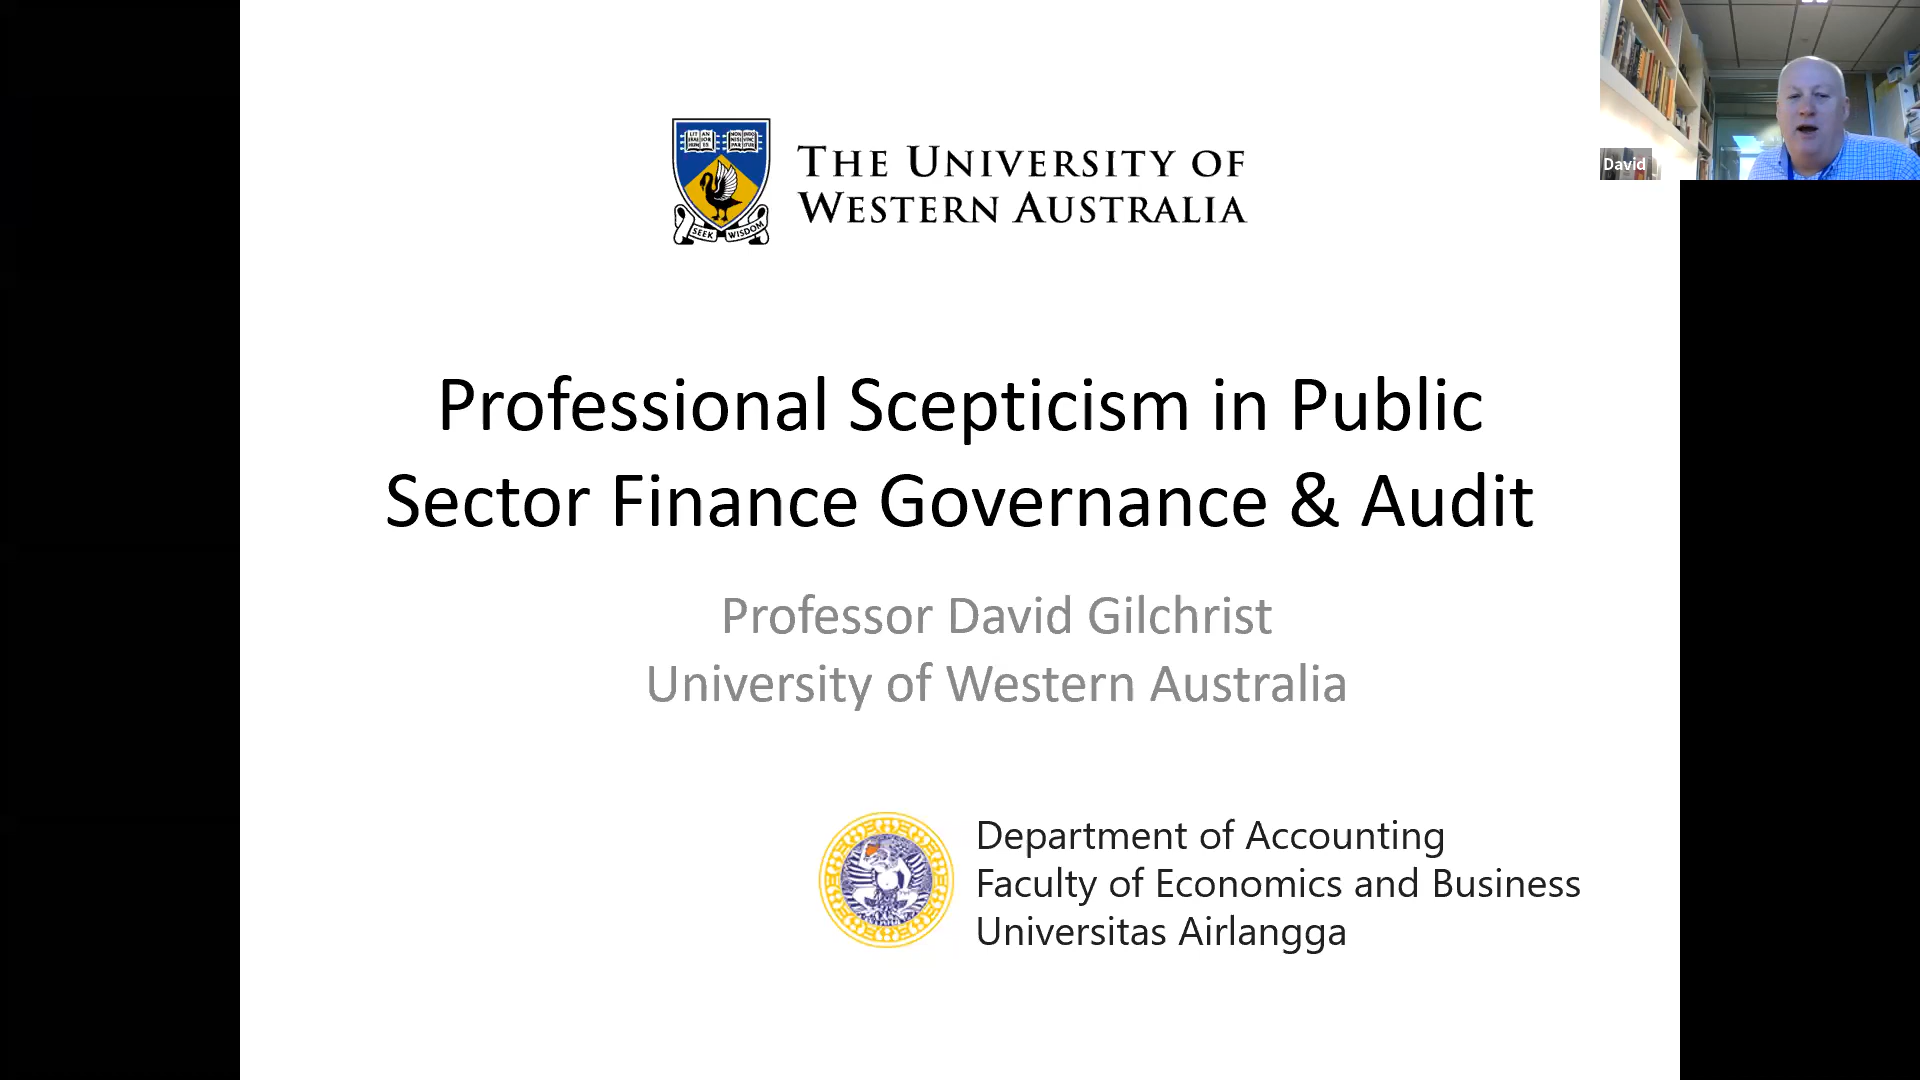 THE UNIVERSITY OF
WESTERN AUSTRALIA
SEEK WISDOM
Professional Scepticism in Public
Sector Finance Governance & Audit
Professor David Gilchrist
University of Western Australia
Department of Accounting
Faculty of Economics and Business
Universitas Airlangga
David